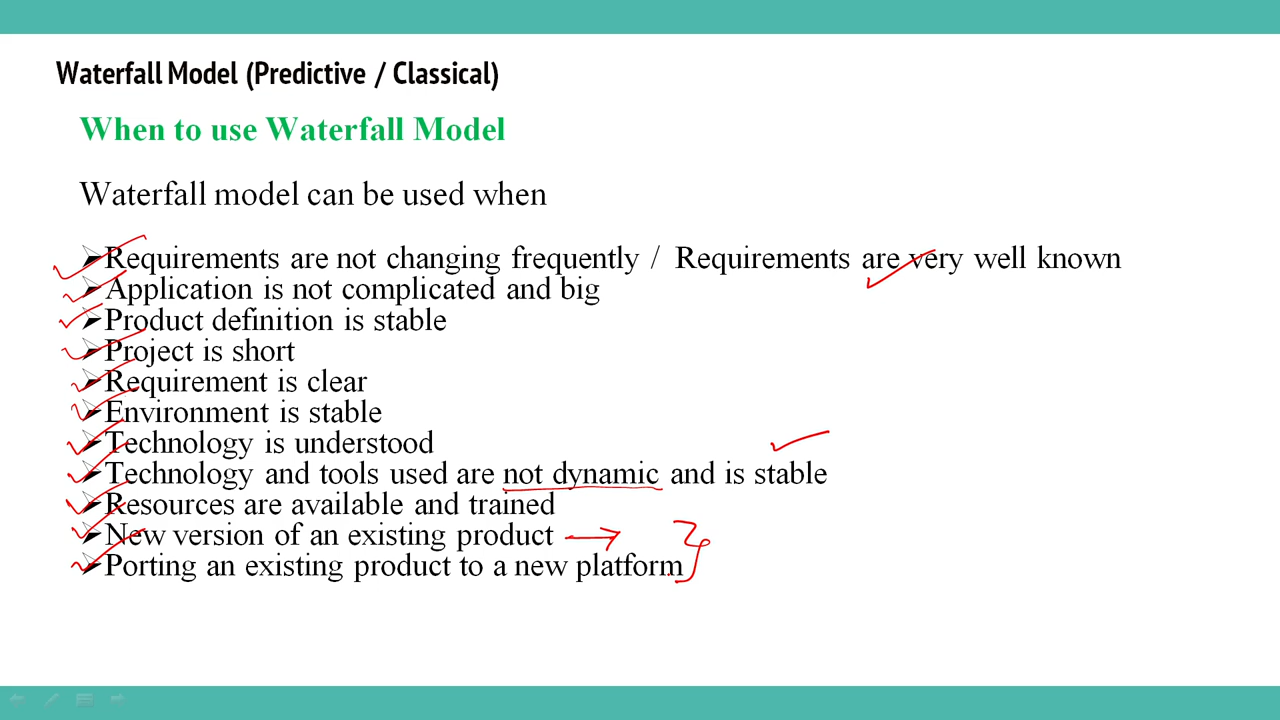 Waterfall Model (Predictive / Classical)
When to use Waterfall Model
Waterfall model can be used when
➢Requirements are not changing frequently / Requirements are very well known
➢Application is not complicated and big
➢Product definition is stable
➢Project is short
➢Requirement is clear
➢Environment is stable
➢Technology is understood
➢Technology and tools used are not dynamic and is stable
➢Resources are available and trained
➢New version of an existing product
➢Porting an existing product to a new platform